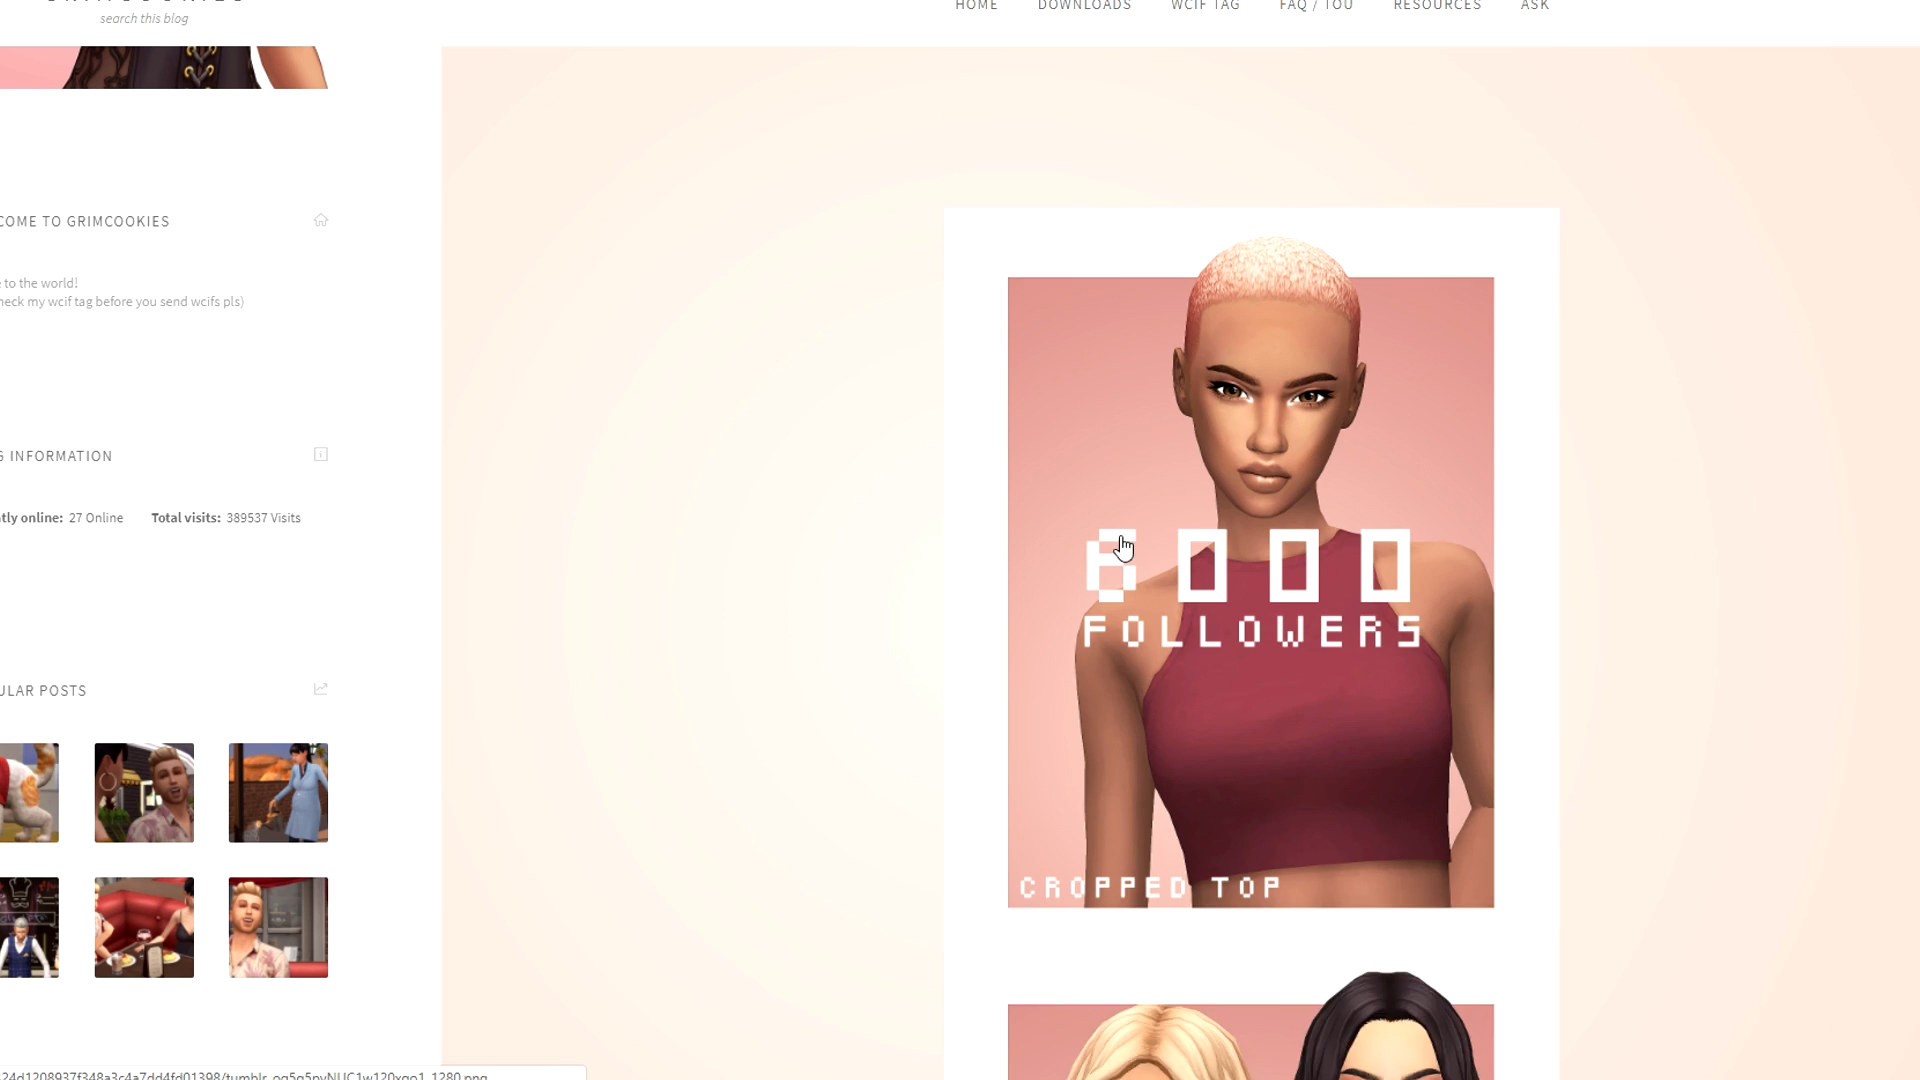 search this blog
HOME DOWNLOADS WCIF TAG FAQ / TOU RESOURCES ASK
COME TO GRIMCOOKIES
to the world!
heck my wcif tag before you send wcifs pls)
INFORMATION
tly online: 27 Online Total visits: 389537 Visits
ULAR POSTS
6000
FOLLOWERS
CROPPED TOP